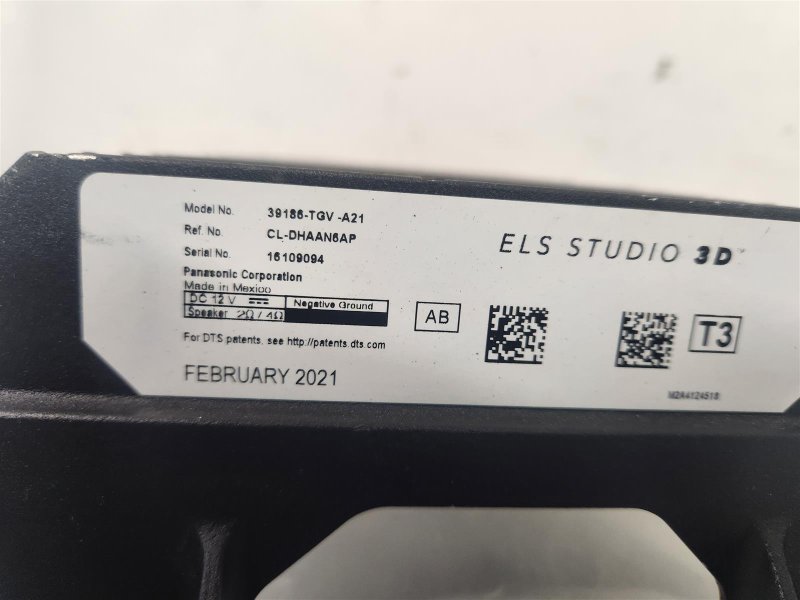 Model No. 39186-TGV -A21
Ref. No. CL-DHAAN6AP
Serial No. 16109094
Panasonic Corporation
Made in Mexico
DC 12 V Negative Ground
Speaker 2Ω / 4Ω
For DTS patents, see http://patents.dts.com
FEBRUARY 2021
ELS STUDIO 3D™
AB
T3
M2A4124518